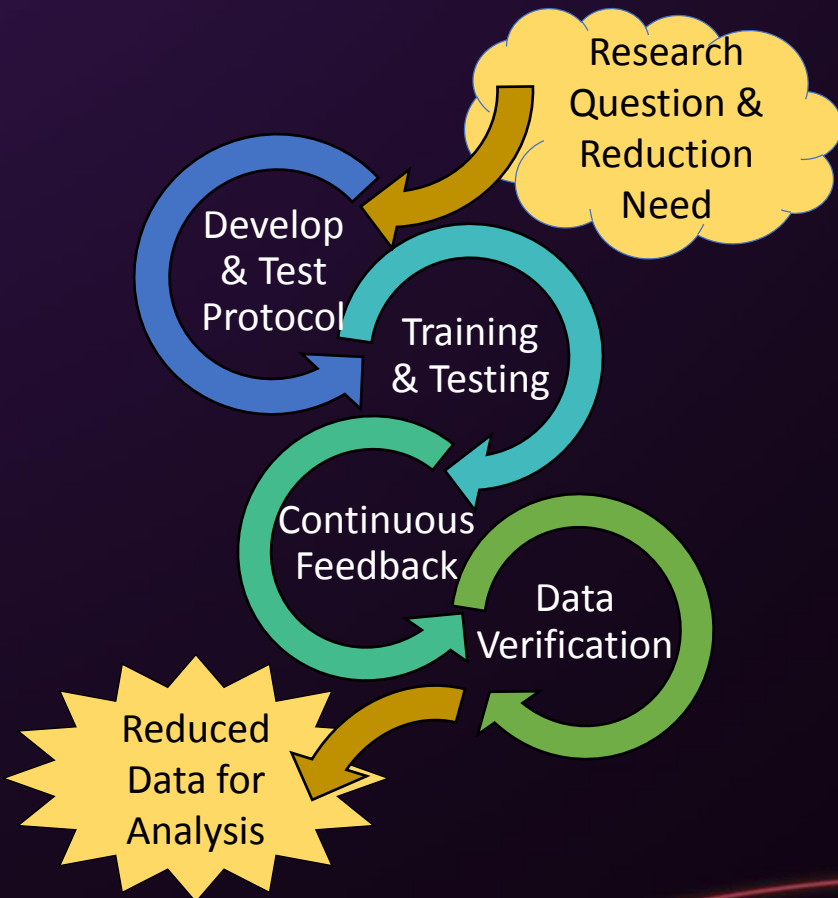 Research
Question &
Reduction
Need
Develop
& Test
Protocol
Training
& Testing
Continuous
Feedback
Data
Verification
Reduced
Data for
Analysis